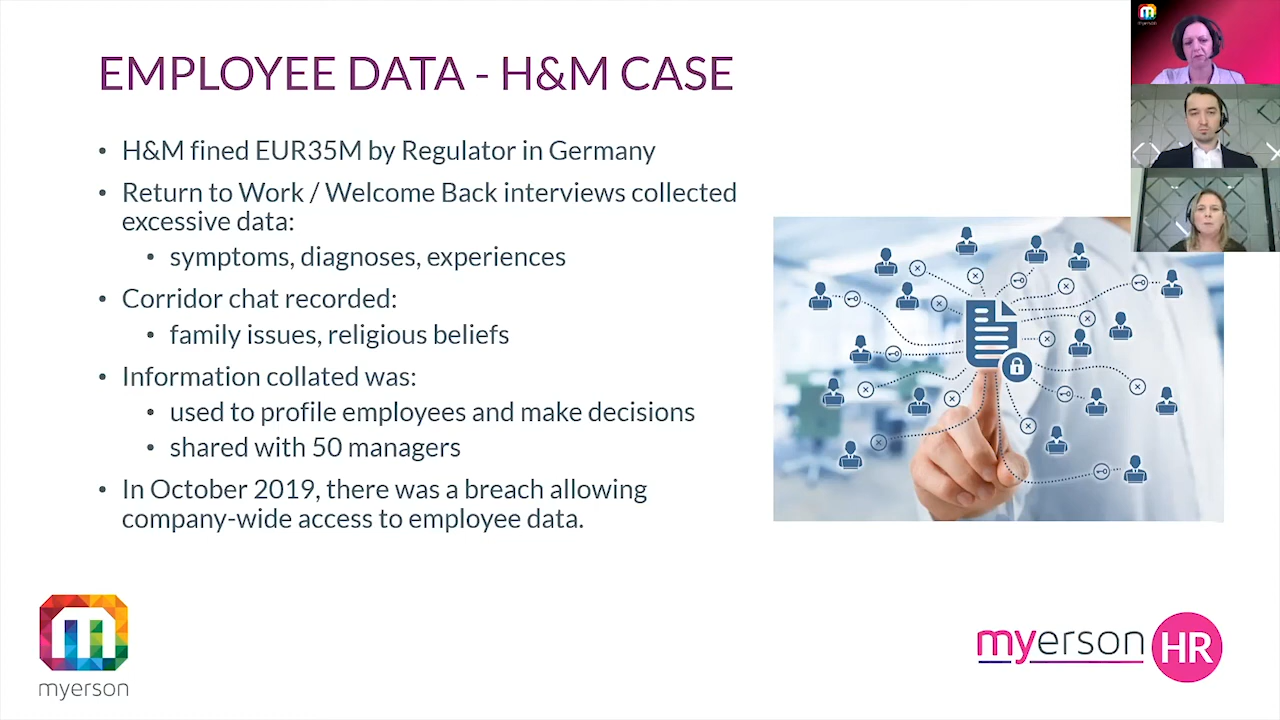 EMPLOYEE DATA - H&M CASE
• H&M fined EUR35M by Regulator in Germany
• Return to Work / Welcome Back interviews collected
excessive data:
• symptoms, diagnoses, experiences
• Corridor chat recorded:
• family issues, religious beliefs
• Information collated was:
• used to profile employees and make decisions
• shared with 50 managers
• In October 2019, there was a breach allowing
company-wide access to employee data.
myerson
myerson HR